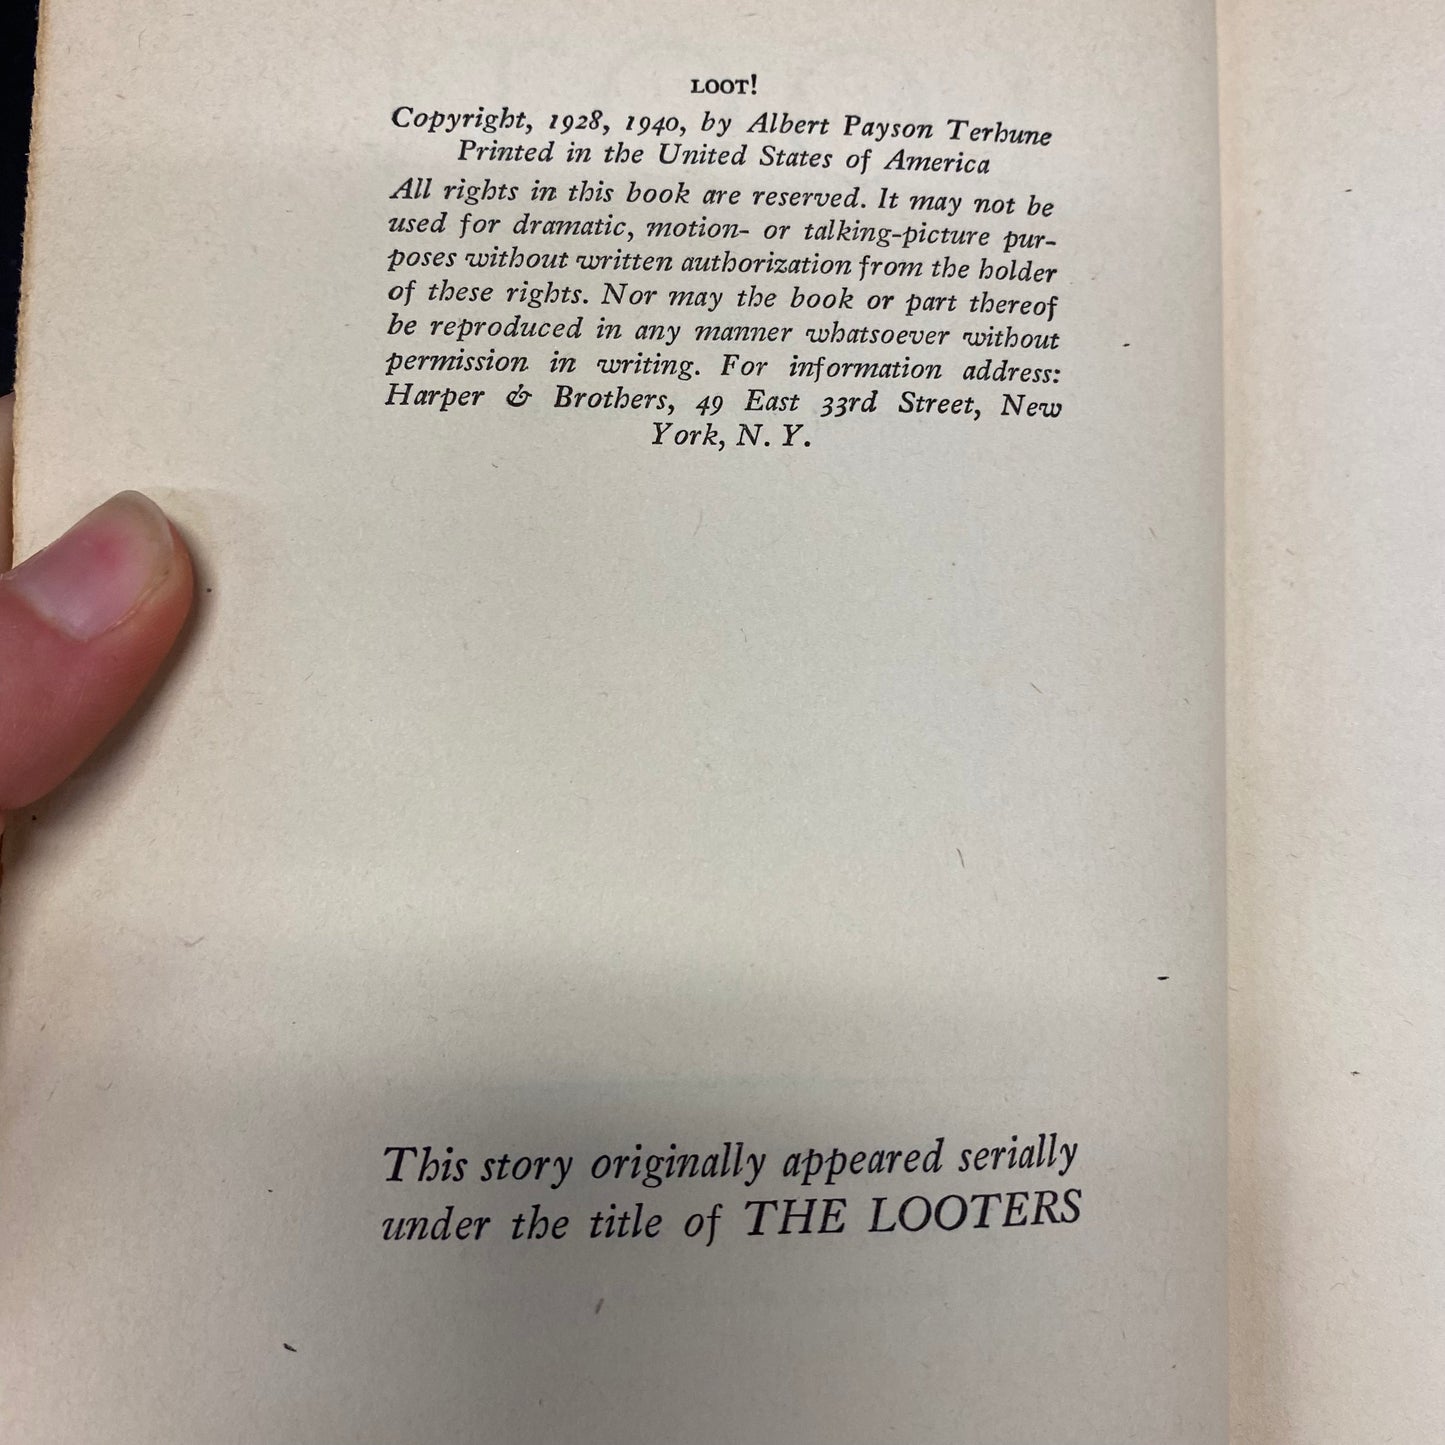 LOOT!
Copyright, 1928, 1940, by Albert Payson Terhune
Printed in the United States of America
All rights in this book are reserved. It may not be
used for dramatic, motion- or talking-picture pur-
poses without written authorization from the holder
of these rights. Nor may the book or part thereof
be reproduced in any manner whatsoever without
permission in writing. For information address:
Harper & Brothers, 49 East 33rd Street, New
York, N. Y.
This story originally appeared serially
under the title of THE LOOTERS